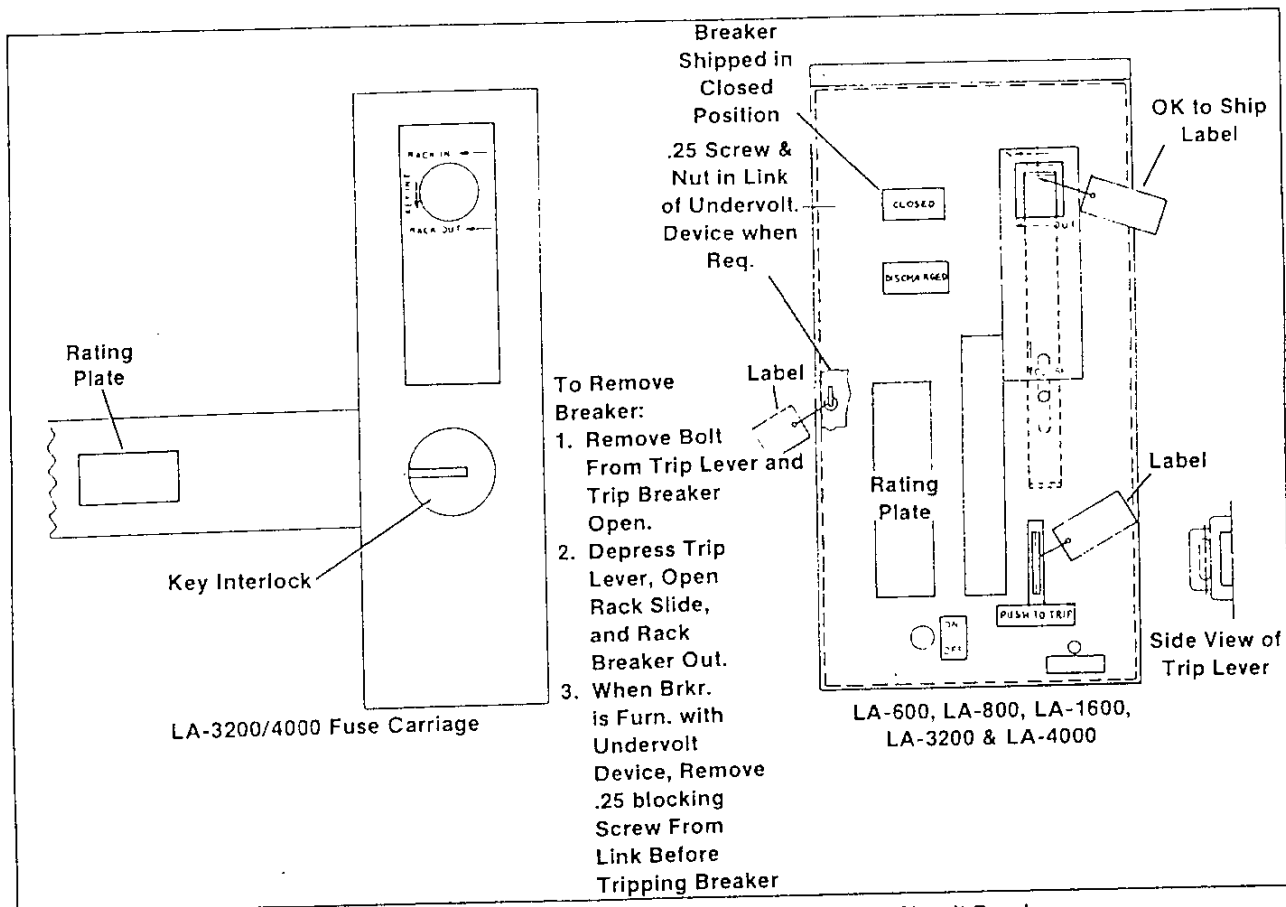 Breaker
Shipped in
Closed
Position
.25 Screw &
Nut in Link
of Undervolt.
Device when
Req.
OK to Ship
Label
RACK IN
KEY INT
RACK OUT
CLOSED
OUT
DISCHARGED
Rating
Plate
Key Interlock
LA-3200/4000 Fuse Carriage
To Remove
Breaker:
1. Remove Bolt
From Trip Lever and
Trip Breaker
Open.
2. Depress Trip
Lever, Open
Rack Slide,
and Rack
Breaker Out.
3. When Brkr.
is Furn. with
Undervolt
Device, Remove
.25 blocking
Screw From
Link Before
Tripping Breaker
Label
Rating
Plate
Label
PUSH TO TRIP
ON
OFF
Side View of
Trip Lever
LA-600, LA-800, LA-1600,
LA-3200 & LA-4000